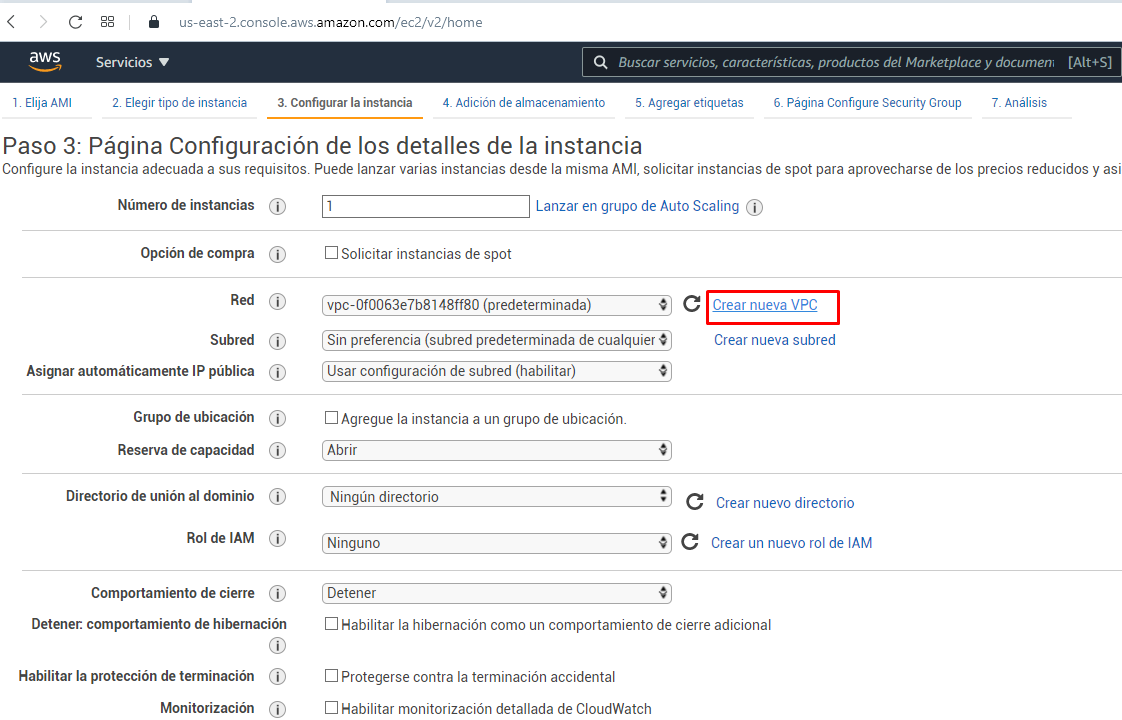 us-east-2.console.aws.amazon.com/ec2/v2/home
aws Servicios Buscar servicios, características, productos del Marketplace y documen [Alt+S]
1. Elija AMI 2. Elegir tipo de instancia 3. Configurar la instancia 4. Adición de almacenamiento 5. Agregar etiquetas 6. Página Configure Security Group 7. Análisis
Paso 3: Página Configuración de los detalles de la instancia
Configure la instancia adecuada a sus requisitos. Puede lanzar varias instancias desde la misma AMI, solicitar instancias de spot para aprovecharse de los precios reducidos y asi
Número de instancias i 1 Lanzar en grupo de Auto Scaling i
Opción de compra i Solicitar instancias de spot
Red i vpc-0f0063e7b8148ff80 (predeterminada) Crear nueva VPC
Subred i Sin preferencia (subred predeterminada de cualquier Crear nueva subred
Asignar automáticamente IP pública i Usar configuración de subred (habilitar)
Grupo de ubicación i Agregue la instancia a un grupo de ubicación.
Reserva de capacidad i Abrir
Directorio de unión al dominio i Ningún directorio Crear nuevo directorio
Rol de IAM i Ninguno Crear un nuevo rol de IAM
Comportamiento de cierre i Detener
Detener: comportamiento de hibernación i Habilitar la hibernación como un comportamiento de cierre adicional
Habilitar la protección de terminación i Protegerse contra la terminación accidental
Monitorización i Habilitar monitorización detallada de CloudWatch